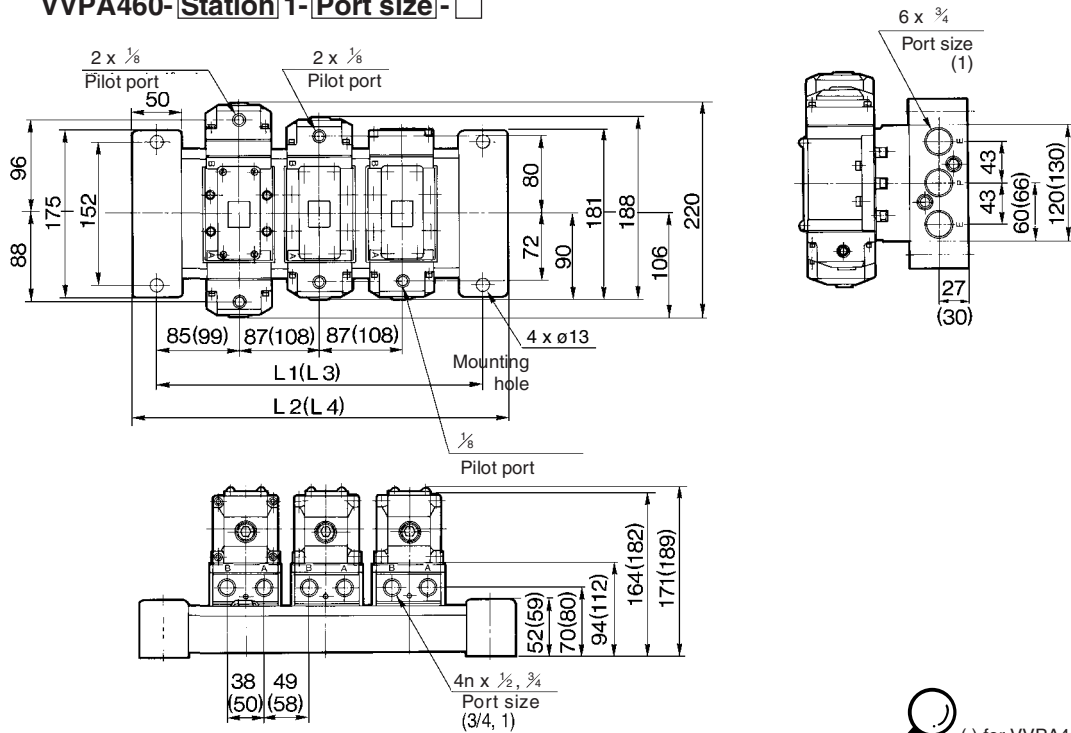 VVPA460-Station 1-Port size-□
2 x ⅛
Pilot port
2 x ⅛
Pilot port
50
96
88
175
152
B
A
B
A
80
72
90
181
188
106
220
85(99)
87(108)
87(108)
4 x ø13
Mounting
hole
L1(L3)
L2(L4)
⅛
Pilot port
6 x ¾
Port size
(1)
E
P
E
43
43
60(66)
120(130)
27
(30)
B A
B A
B A
52(59)
70(80)
94(112)
164(182)
171(189)
38
(50)
49
(58)
4n x ½, ¾
Port size
(3/4, 1)